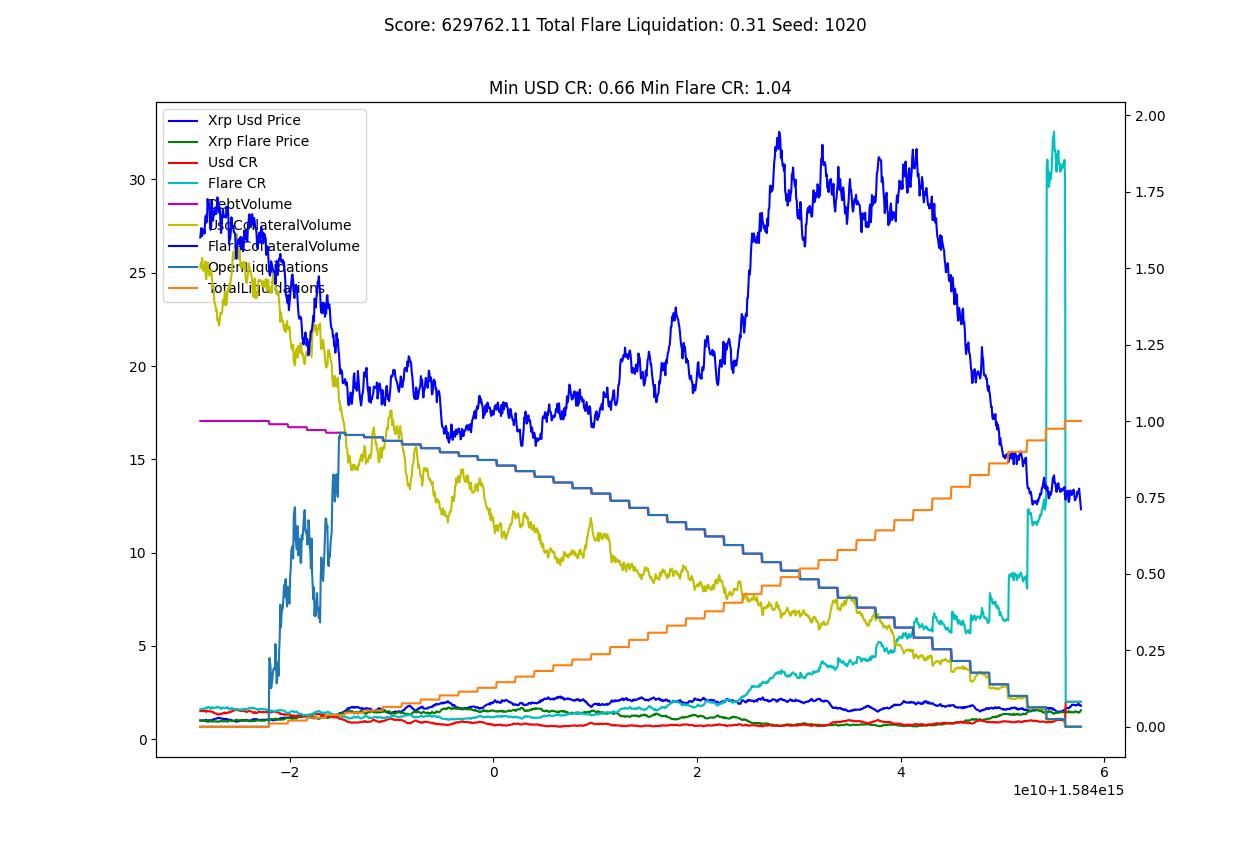 Score: 629762.11 Total Flare Liquidation: 0.31 Seed: 1020
Min USD CR: 0.66 Min Flare CR: 1.04
Xrp Usd Price
Xrp Flare Price
Usd CR
Flare CR
DebtVolume
UsdCollateralVolume
FlareCollateralVolume
OpenLiquidations
TotalLiquidations
30
25
20
15
10
5
0
2.00
1.75
1.50
1.25
1.00
0.75
0.50
0.25
0.00
−2 0 2 4 6
1e10+1.584e15